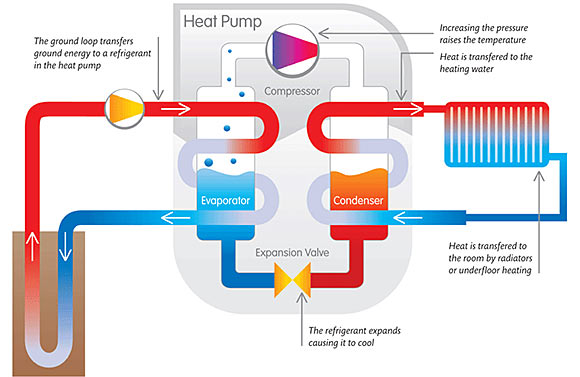 Heat Pump
The ground loop transfers
ground energy to a refrigerant
in the heat pump
Increasing the pressure
raises the temperature
Heat is transfered to the
heating water
Compressor
Evaporator
Condenser
Expansion Valve
Heat is transfered to
the room by radiators
or underfloor heating
The refrigerant expands
causing it to cool